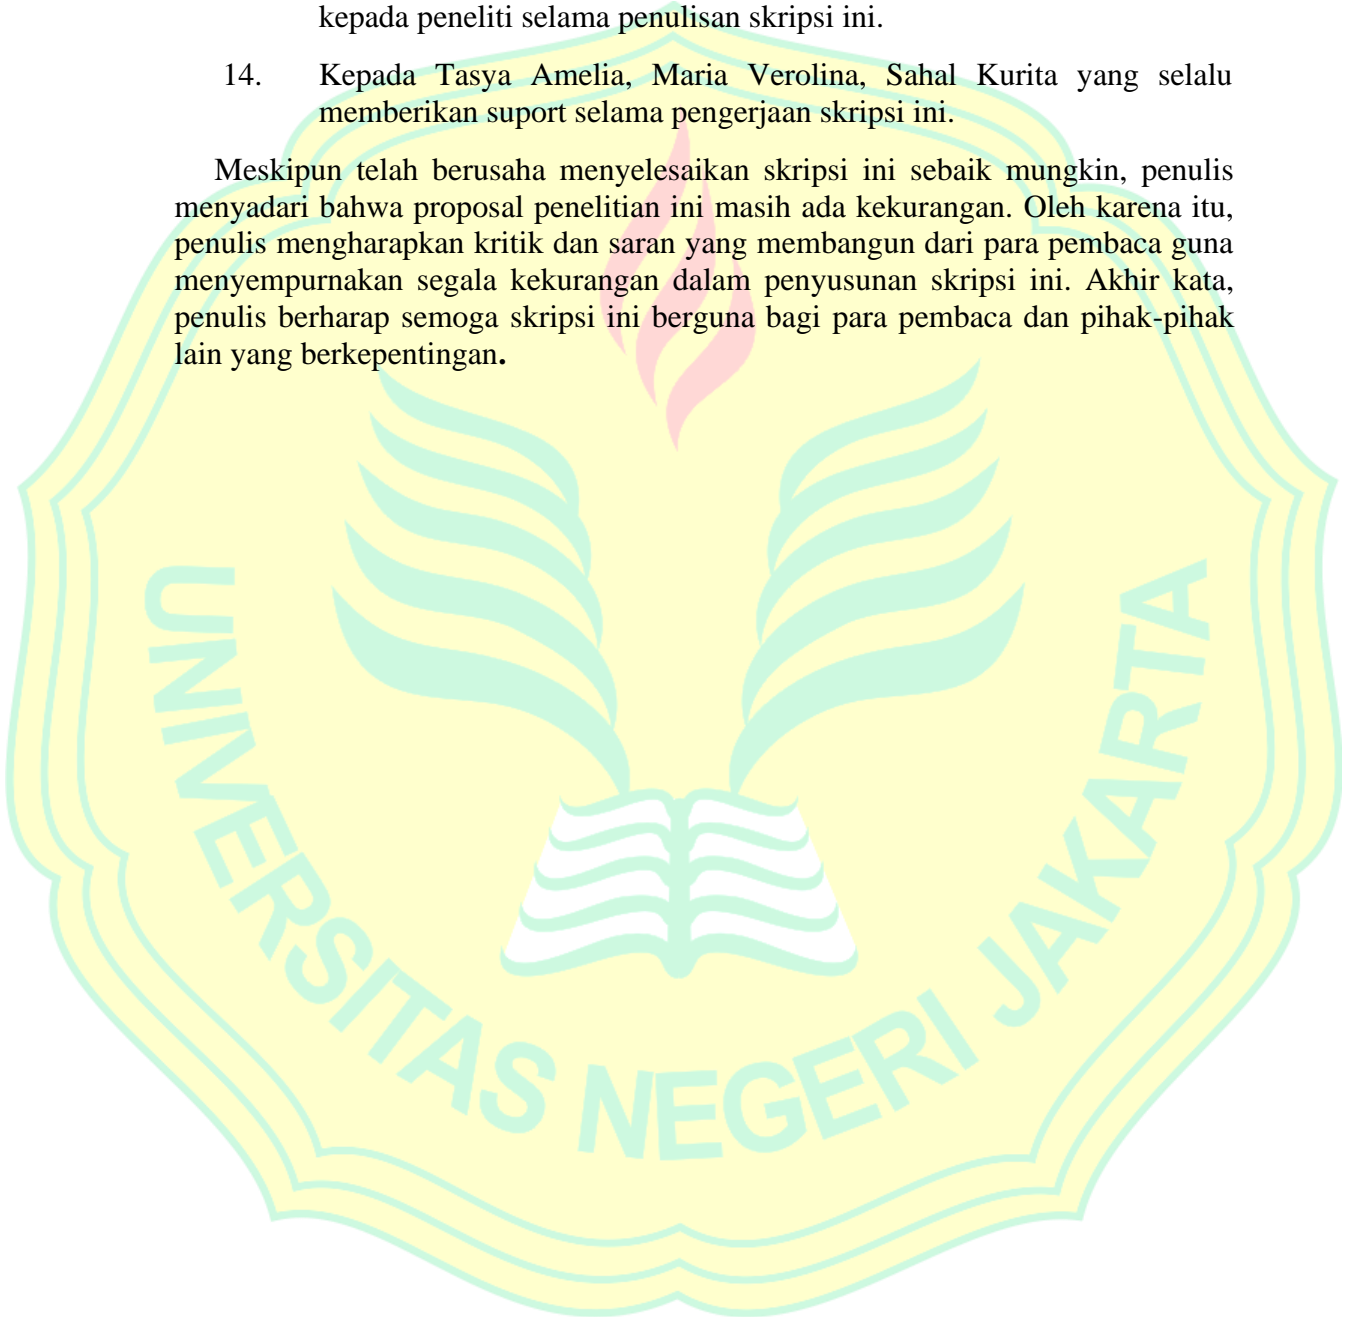 kepada peneliti selama penulisan skripsi ini.
14. Kepada Tasya Amelia, Maria Verolina, Sahal Kurita yang selalu
memberikan suport selama pengerjaan skripsi ini.
Meskipun telah berusaha menyelesaikan skripsi ini sebaik mungkin, penulis
menyadari bahwa proposal penelitian ini masih ada kekurangan. Oleh karena itu,
penulis mengharapkan kritik dan saran yang membangun dari para pembaca guna
menyempurnakan segala kekurangan dalam penyusunan skripsi ini. Akhir kata,
penulis berharap semoga skripsi ini berguna bagi para pembaca dan pihak-pihak
lain yang berkepentingan.
UNIVERSITAS NEGERI JAKARTA